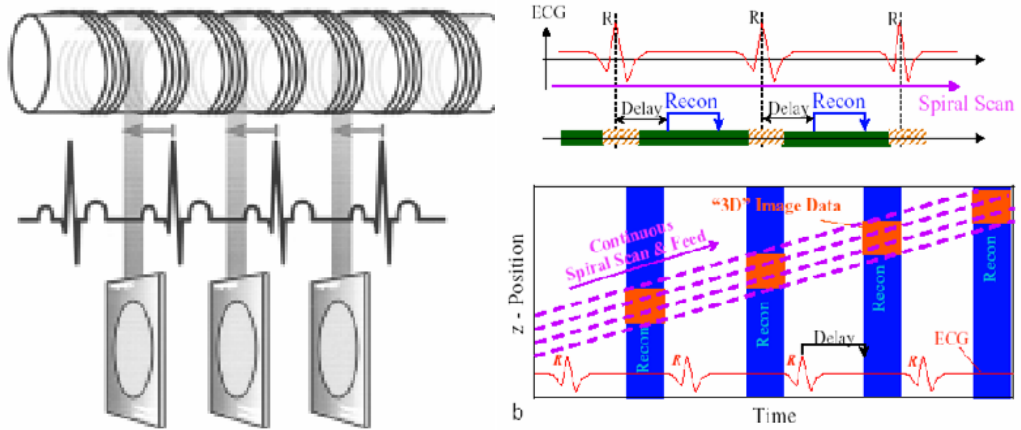 ECG
R
R
R
Spiral Scan
Delay
Recon
Delay
Recon
"3D" Image Data
Continuous
Spiral Scan & Feed
z - Position
Recon
Recon
Recon
Recon
Delay
ECG
R
R
R
R
b
Time